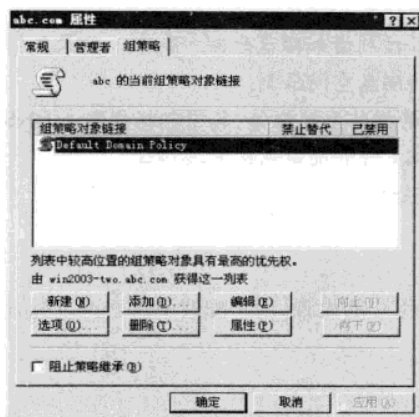 abc.com 属性
常规 管理者 组策略
abc 的当前组策略对象链接
组策略对象链接 禁止替代 已禁用
Default Domain Policy
列表中较高位置的组策略对象具有最高的优先权。
由 win2003-two.abc.com 获得这一列表
新建(N) 添加(D)... 编辑(E) 向上(U)
选项(O)... 删除(T)... 属性(P) 向下(W)
阻止策略继承(B)
确定 取消 应用(A)